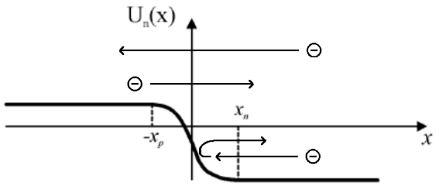 Uₙ(x)
⊖
⊖
xₙ
-xₚ
x
⊖